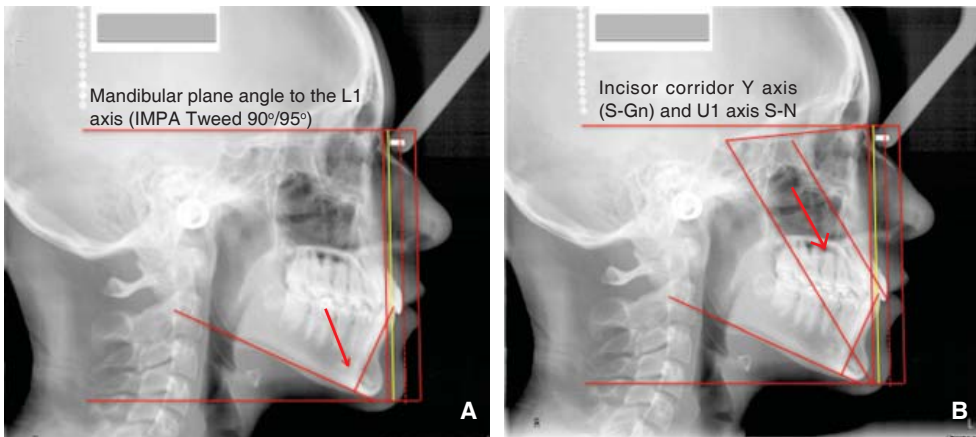 Mandibular plane angle to the L1
axis (IMPA Tweed 90º/95º)
A
Incisor corridor Y axis
(S-Gn) and U1 axis S-N
B